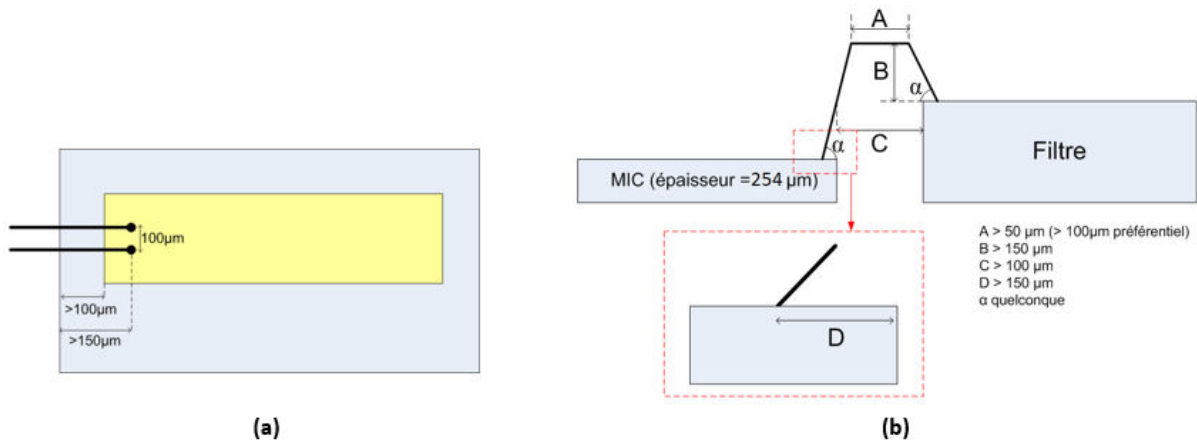 100µm
>100µm
>150µm
(a)
A
B
α
α
C
Filtre
MIC (épaisseur =254 µm)
A > 50 µm (> 100µm préférentiel)
B > 150 µm
C > 100 µm
D > 150 µm
α quelconque
D
(b)